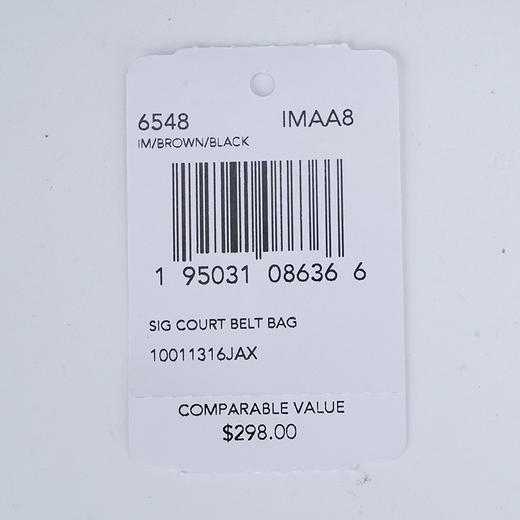 6548 IMAA8
IM/BROWN/BLACK
1 95031 08636 6
SIG COURT BELT BAG
10011316JAX
COMPARABLE VALUE
$298.00